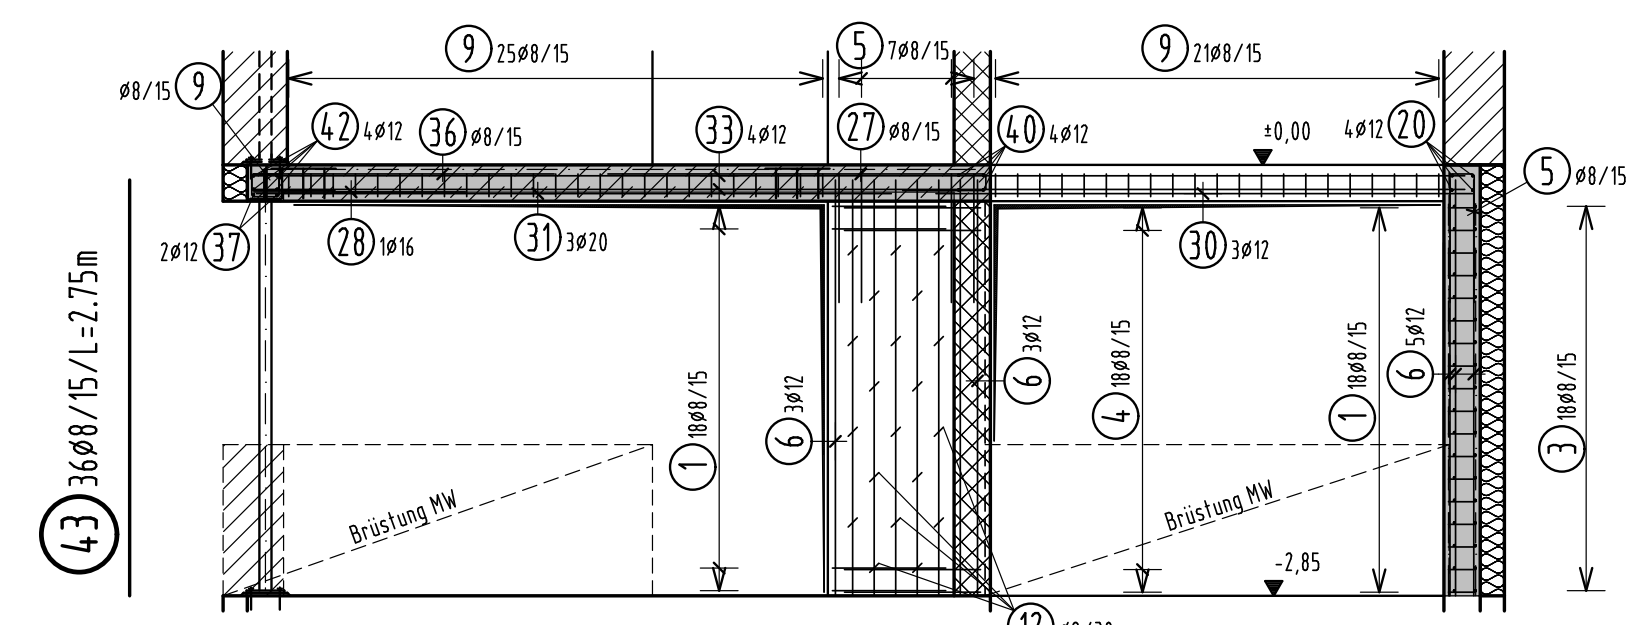 9 25ø8/15
5 7ø8/15
9 21ø8/15
ø8/15 9
42 4ø12
36 ø8/15
33 4ø12
27 ø8/15
40 4ø12
±0,00
4ø12 20
5 ø8/15
2ø12 37
28 1ø16
31 3ø20
30 3ø12
43 36ø8/15/L=2.75m
1 18ø8/15
6 3ø12
6 3ø12
4 18ø8/15
1 18ø8/15
6 5ø12
3 18ø8/15
Brüstung MW
Brüstung MW
-2,85
12